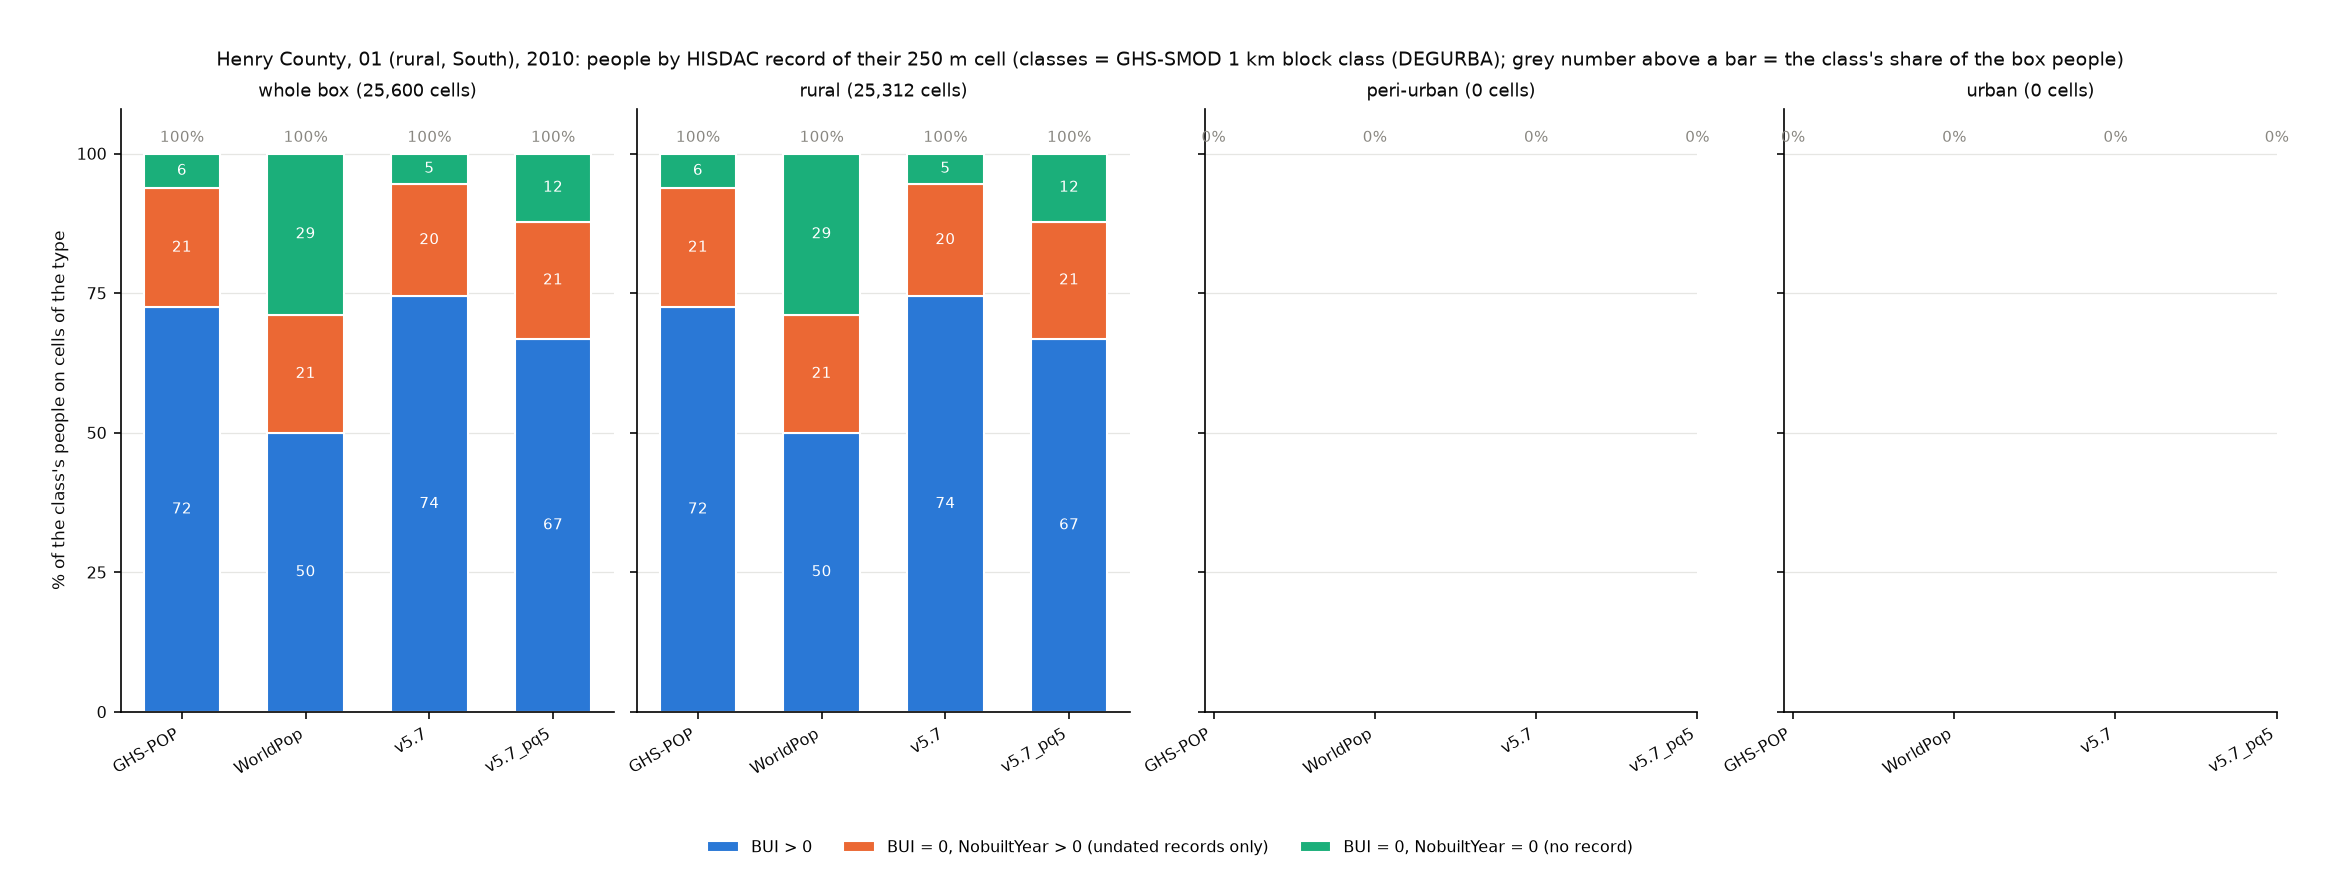 Henry County, 01 (rural, South), 2010: people by HISDAC record of their 250 m cell (classes = GHS-SMOD 1 km block class (DEGURBA); grey number above a bar = the class's share of the box people)
whole box (25,600 cells)
rural (25,312 cells)
peri-urban (0 cells)
urban (0 cells)
% of the class's people on cells of the type
100
75
50
25
0
100% 100% 100% 100%
6 29 5 12
21 21 20 21
72 50 74 67
GHS-POP WorldPop v5.7 v5.7_pq5
100% 100% 100% 100%
6 29 5 12
21 21 20 21
72 50 74 67
GHS-POP WorldPop v5.7 v5.7_pq5
0% 0% 0% 0%
GHS-POP WorldPop v5.7 v5.7_pq5
0% 0% 0% 0%
GHS-POP WorldPop v5.7 v5.7_pq5
BUI > 0
BUI = 0, NobuiltYear > 0 (undated records only)
BUI = 0, NobuiltYear = 0 (no record)